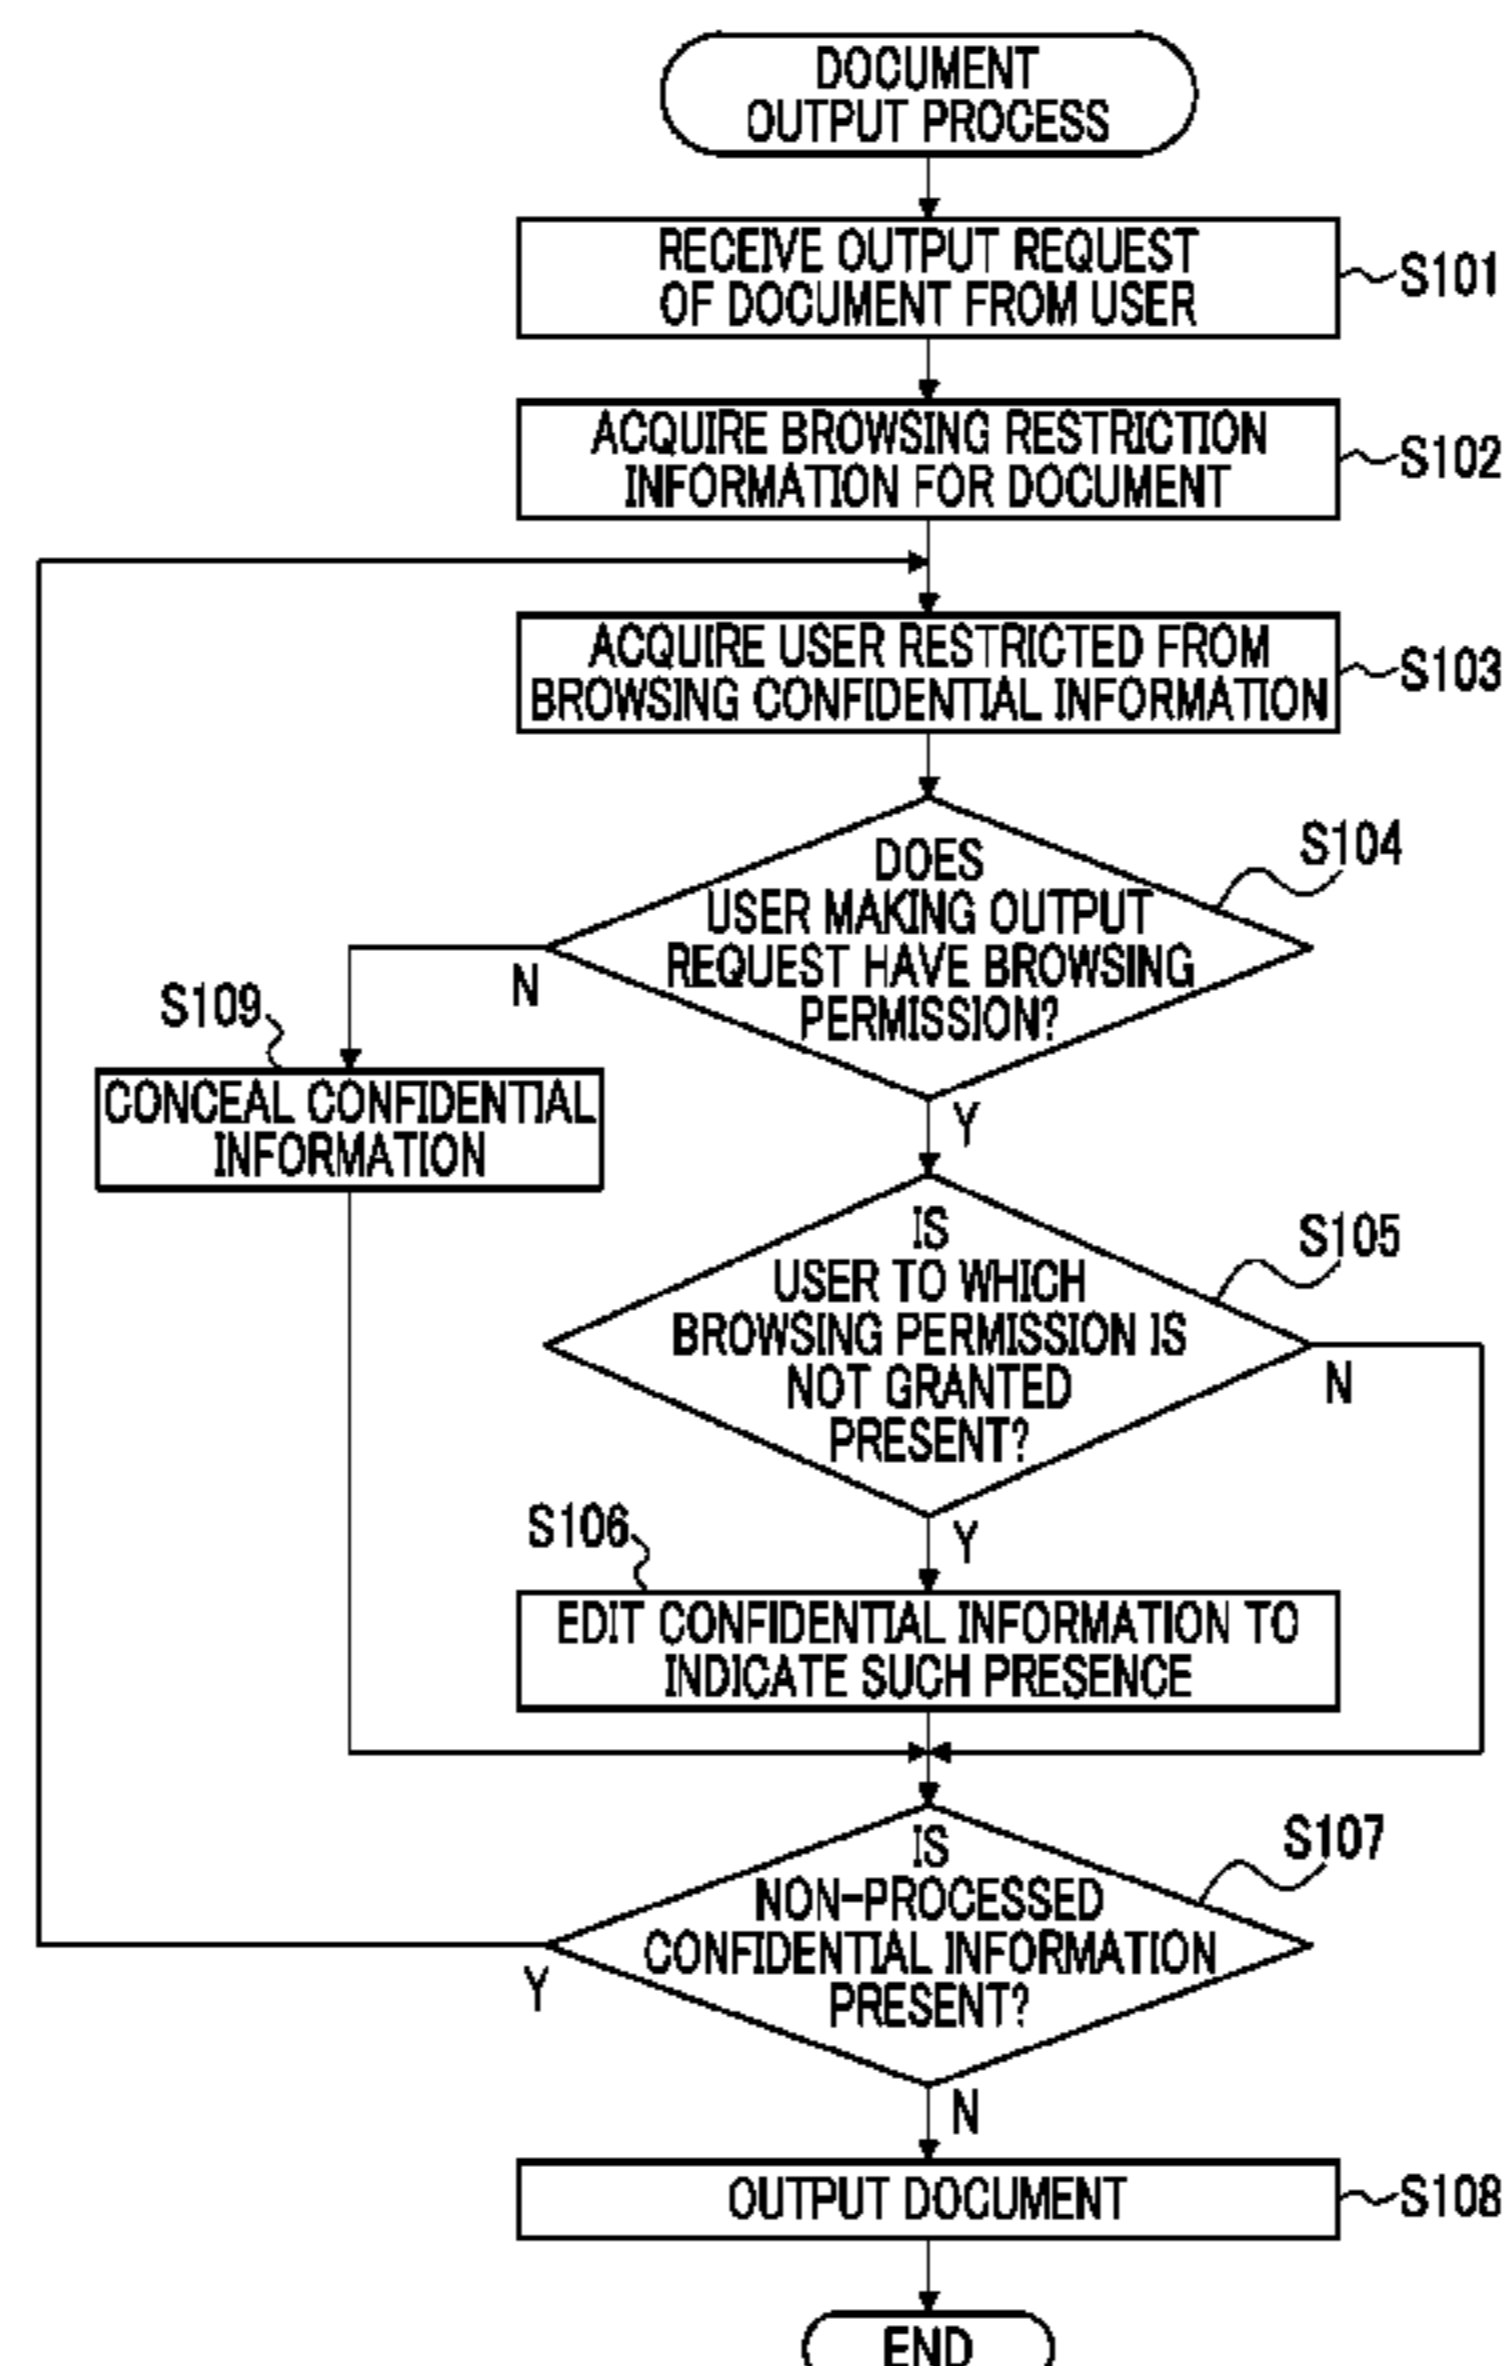 DOCUMENT
OUTPUT PROCESS
RECEIVE OUTPUT REQUEST
OF DOCUMENT FROM USER
S101
ACQUIRE BROWSING RESTRICTION
INFORMATION FOR DOCUMENT
S102
ACQUIRE USER RESTRICTED FROM
BROWSING CONFIDENTIAL INFORMATION
S103
DOES
USER MAKING OUTPUT
REQUEST HAVE BROWSING
PERMISSION?
S104
N
Y
S109
CONCEAL CONFIDENTIAL
INFORMATION
IS
USER TO WHICH
BROWSING PERMISSION IS
NOT GRANTED
PRESENT?
S105
N
Y
S106
EDIT CONFIDENTIAL INFORMATION TO
INDICATE SUCH PRESENCE
IS
NON-PROCESSED
CONFIDENTIAL INFORMATION
PRESENT?
S107
Y
N
OUTPUT DOCUMENT
S108
END